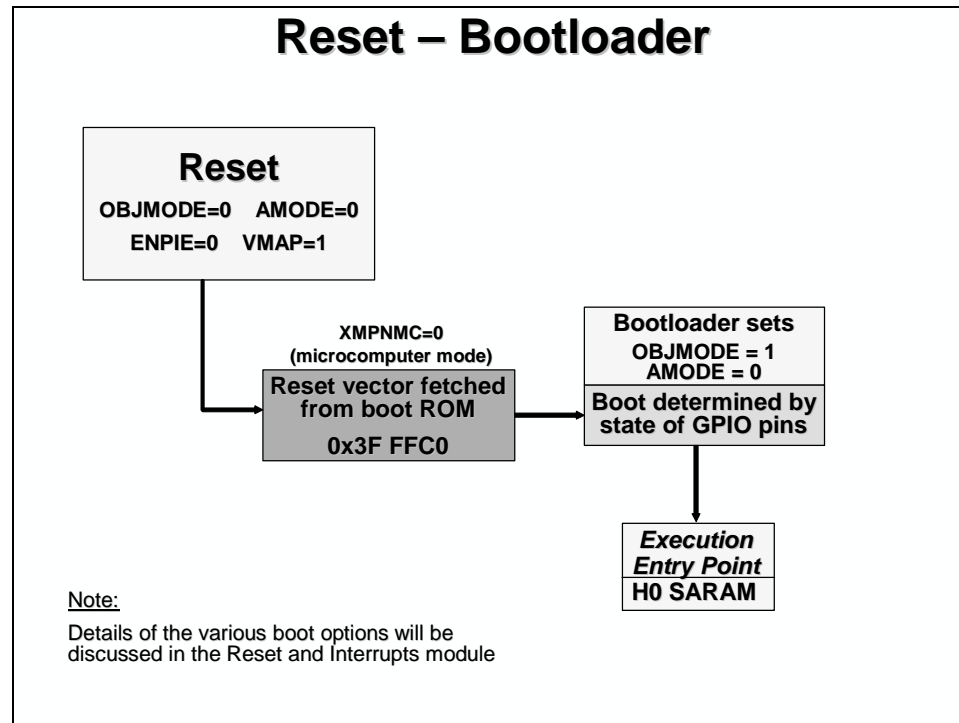 Reset – Bootloader
Reset
OBJMODE=0 AMODE=0
ENPIE=0 VMAP=1
XMPNMC=0
(microcomputer mode)
Reset vector fetched
from boot ROM
0x3F FFC0
Bootloader sets
OBJMODE = 1
AMODE = 0
Boot determined by
state of GPIO pins
Execution
Entry Point
H0 SARAM
Note:
Details of the various boot options will be
discussed in the Reset and Interrupts module